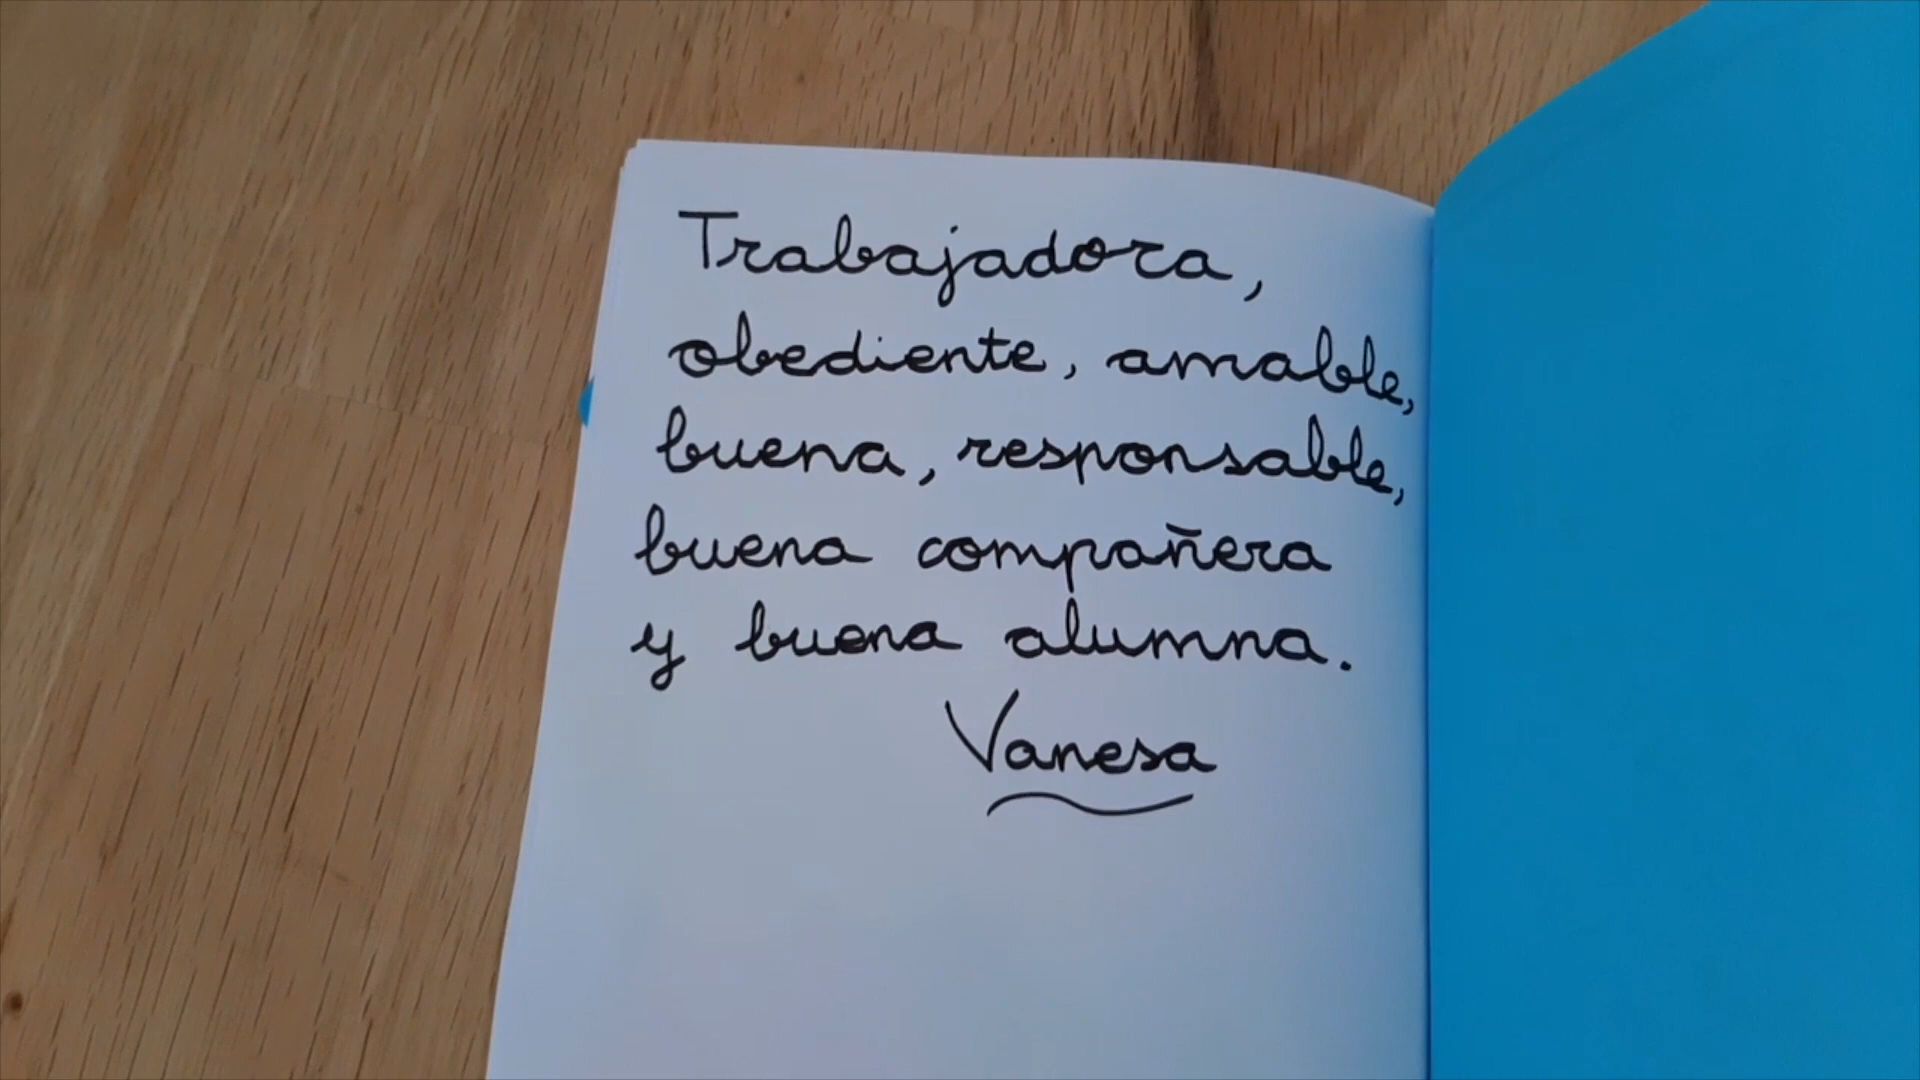 Trabajadora,
obediente, amable,
buena, responsable,
buena compañera
y buena alumna.
Vanesa